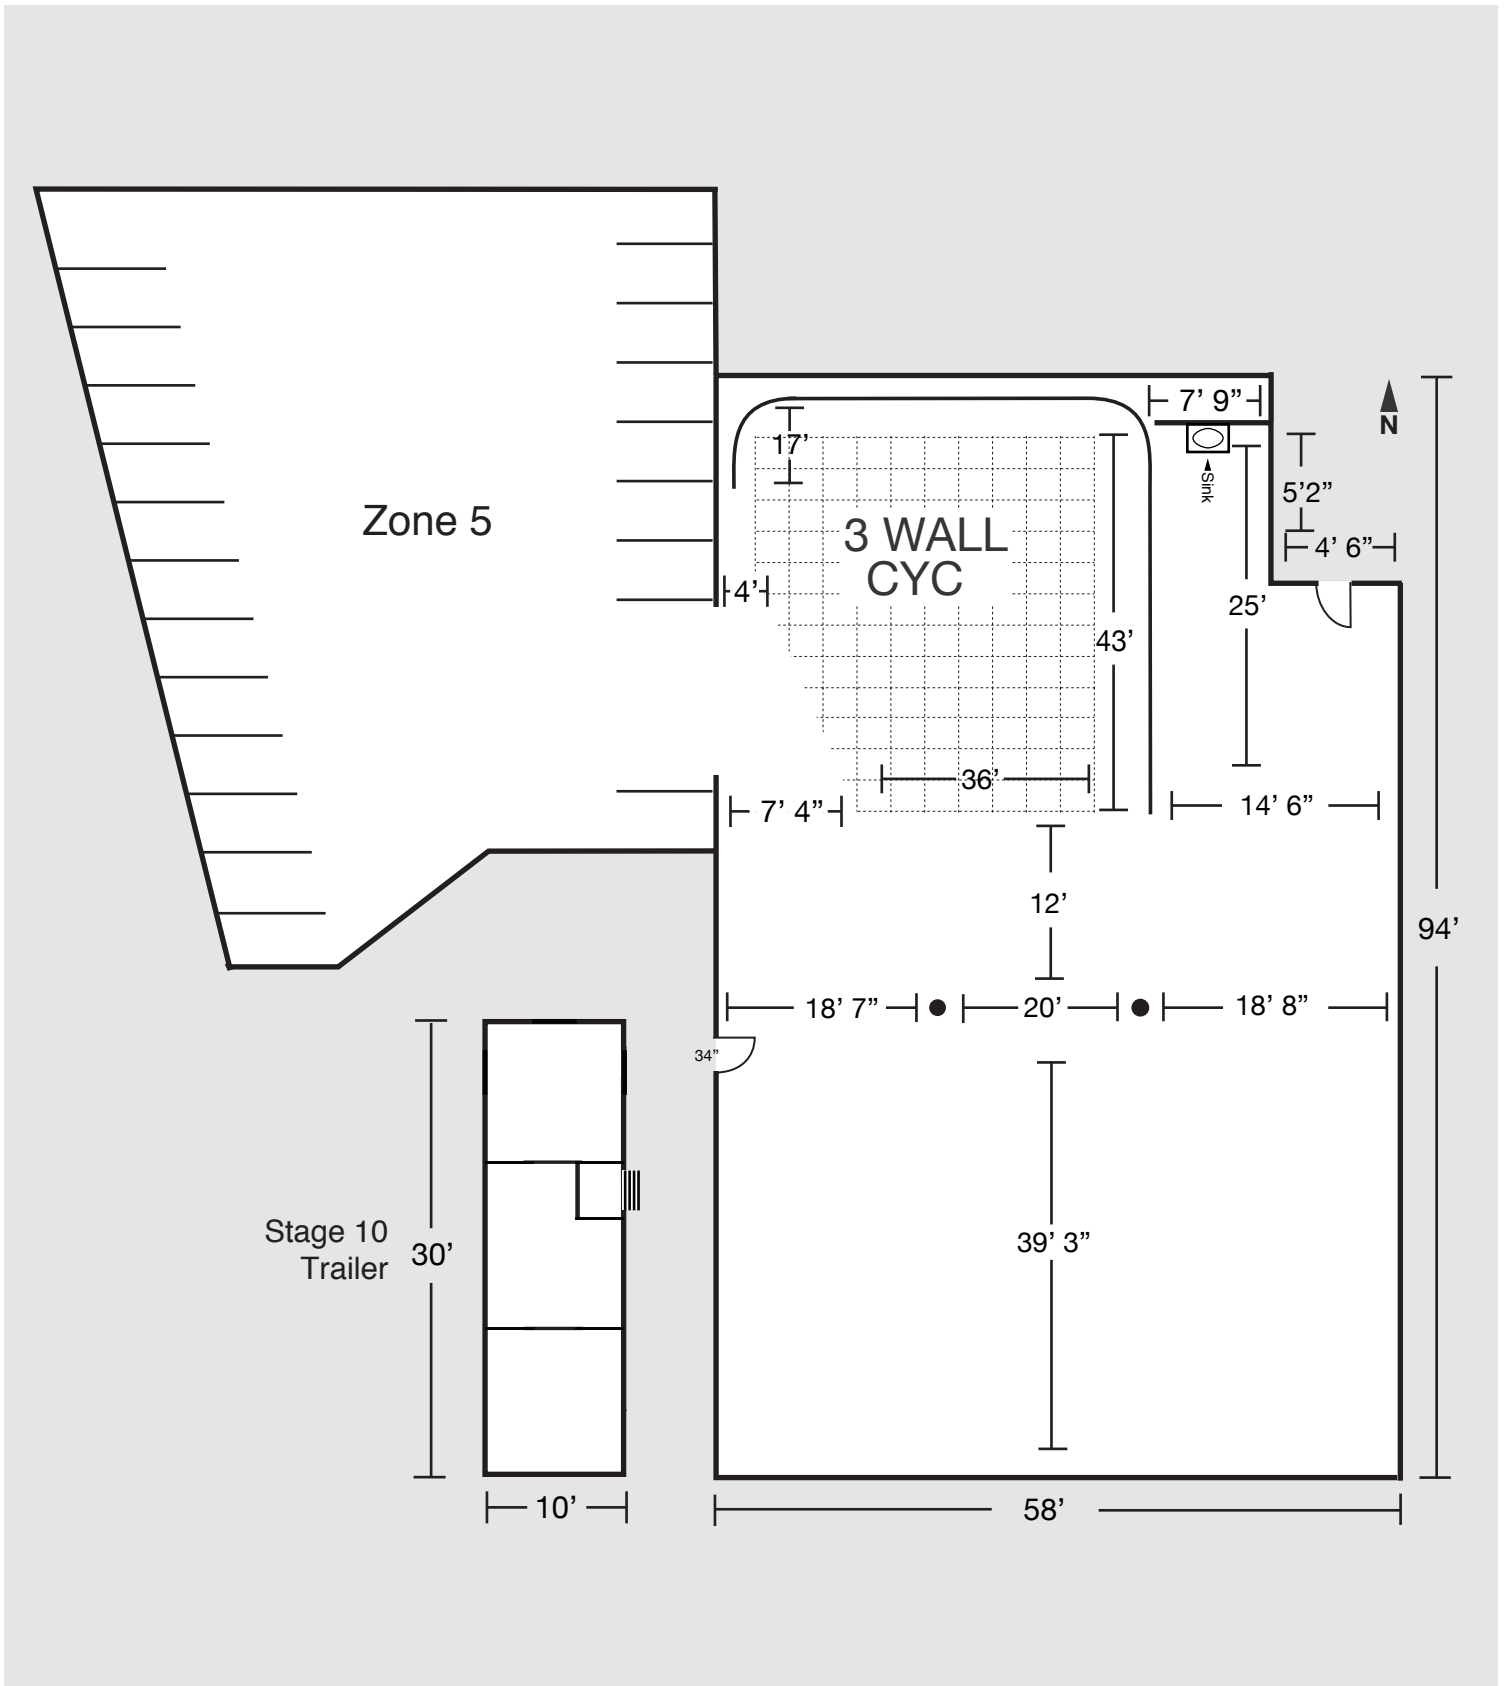 7’ 9”
N
17’
Sink
5’2”
Zone 5
3 WALL
CYC
4’ 6”
4’
25’
43’
36’
7’ 4”
14’ 6”
12’
94’
18’ 7”
20’
18’ 8”
34”
Stage 10
Trailer
30’
39’ 3”
10’
58’